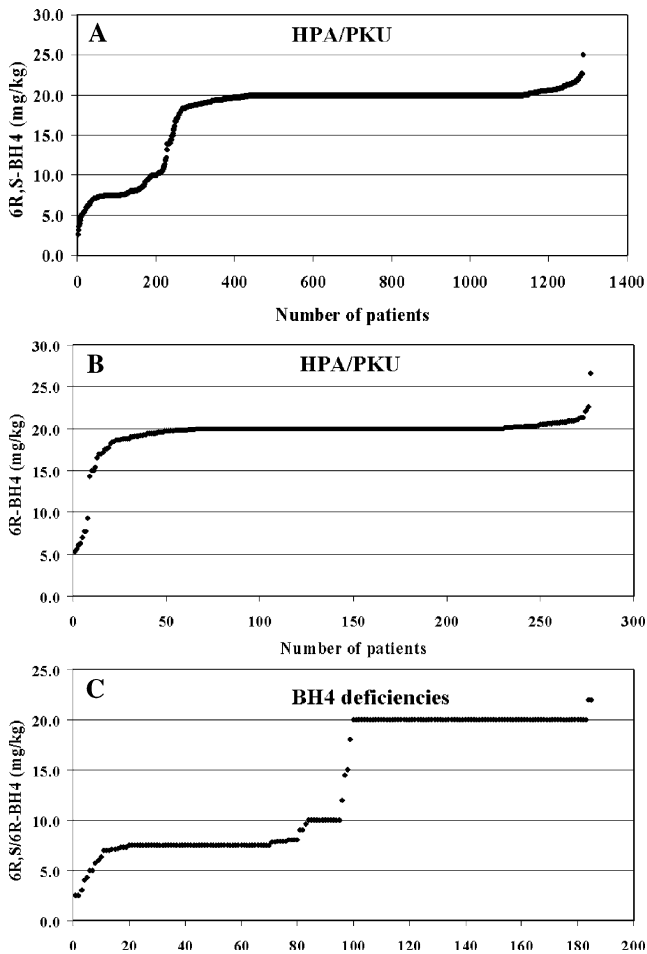 A
HPA/PKU
30.0
25.0
20.0
15.0
10.0
5.0
0.0
6R,S-BH4 (mg/kg)
0 200 400 600 800 1000 1200 1400
Number of patients
B
HPA/PKU
30.0
25.0
20.0
15.0
10.0
5.0
0.0
6R-BH4 (mg/kg)
0 50 100 150 200 250 300
Number of patients
C
BH4 deficiencies
25.0
20.0
15.0
10.0
5.0
0.0
6R,S/6R-BH4 (mg/kg)
0 20 40 60 80 100 120 140 160 180 200